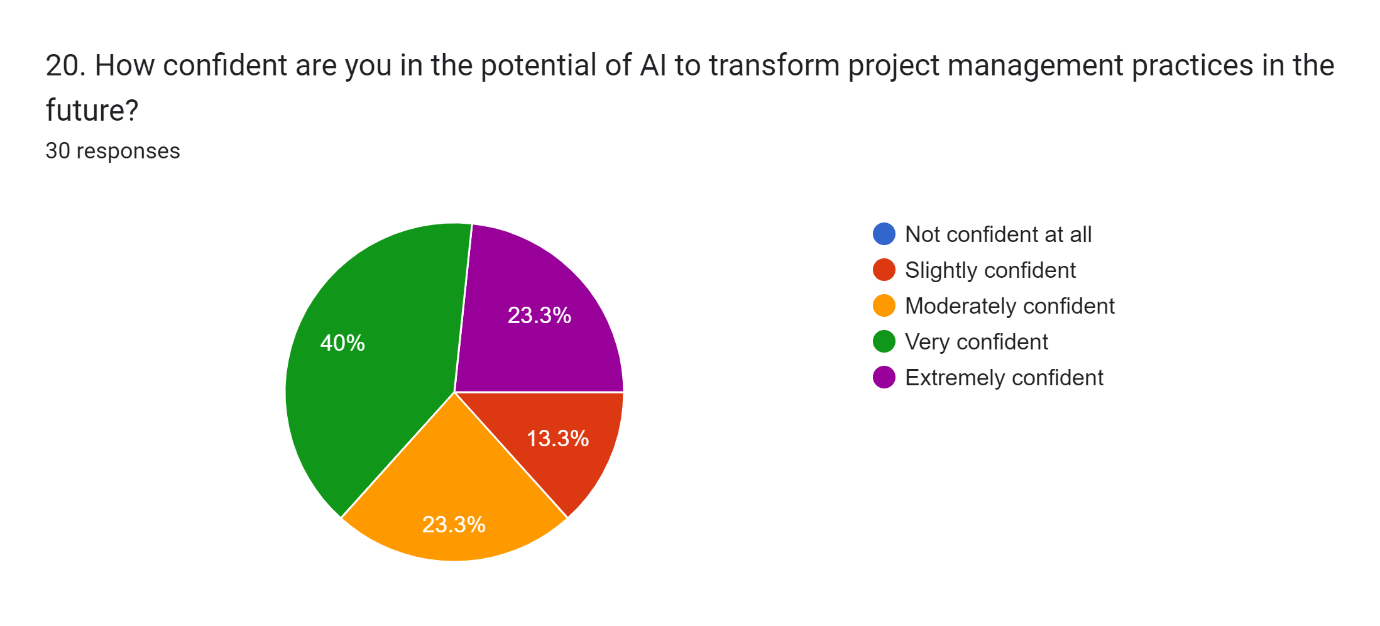 20. How confident are you in the potential of AI to transform project management practices in the
future?
30 responses
23.3%
40%
13.3%
23.3%
Not confident at all
Slightly confident
Moderately confident
Very confident
Extremely confident